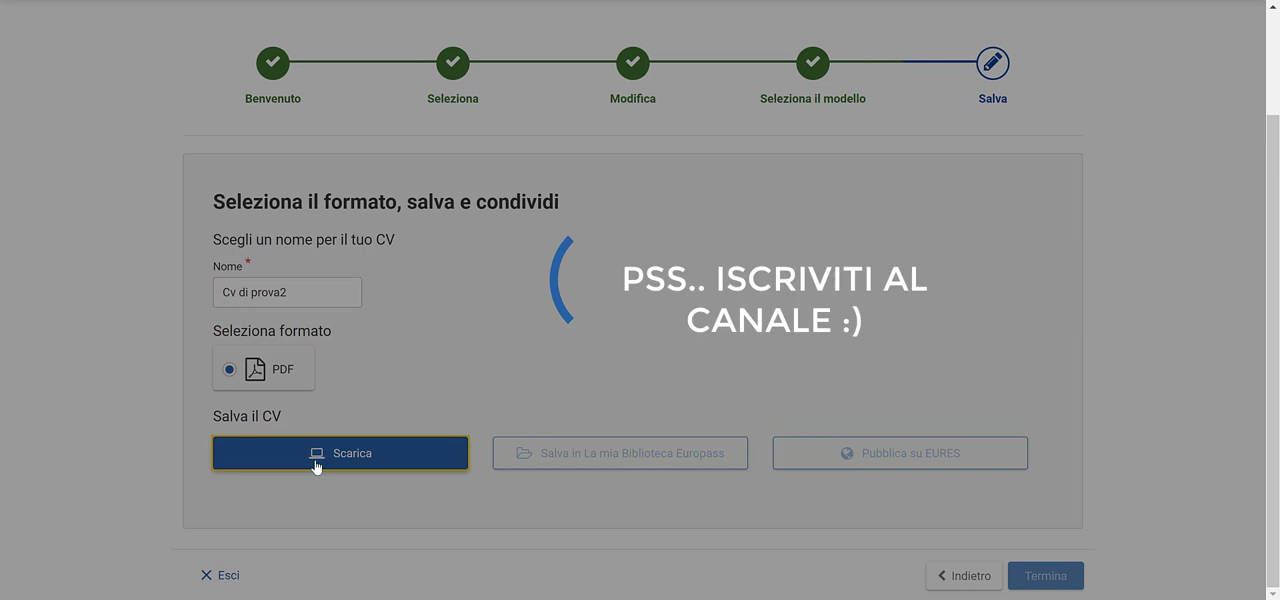 Benvenuto
Seleziona
Modifica
Seleziona il modello
Salva
Seleziona il formato, salva e condividi
Scegli un nome per il tuo CV
Nome *
Cv di prova2
PSS.. ISCRIVITI AL
CANALE :)
Seleziona formato
PDF
Salva il CV
Scarica
Salva in La mia Biblioteca Europass
Pubblica su EURES
Esci
Indietro
Termina